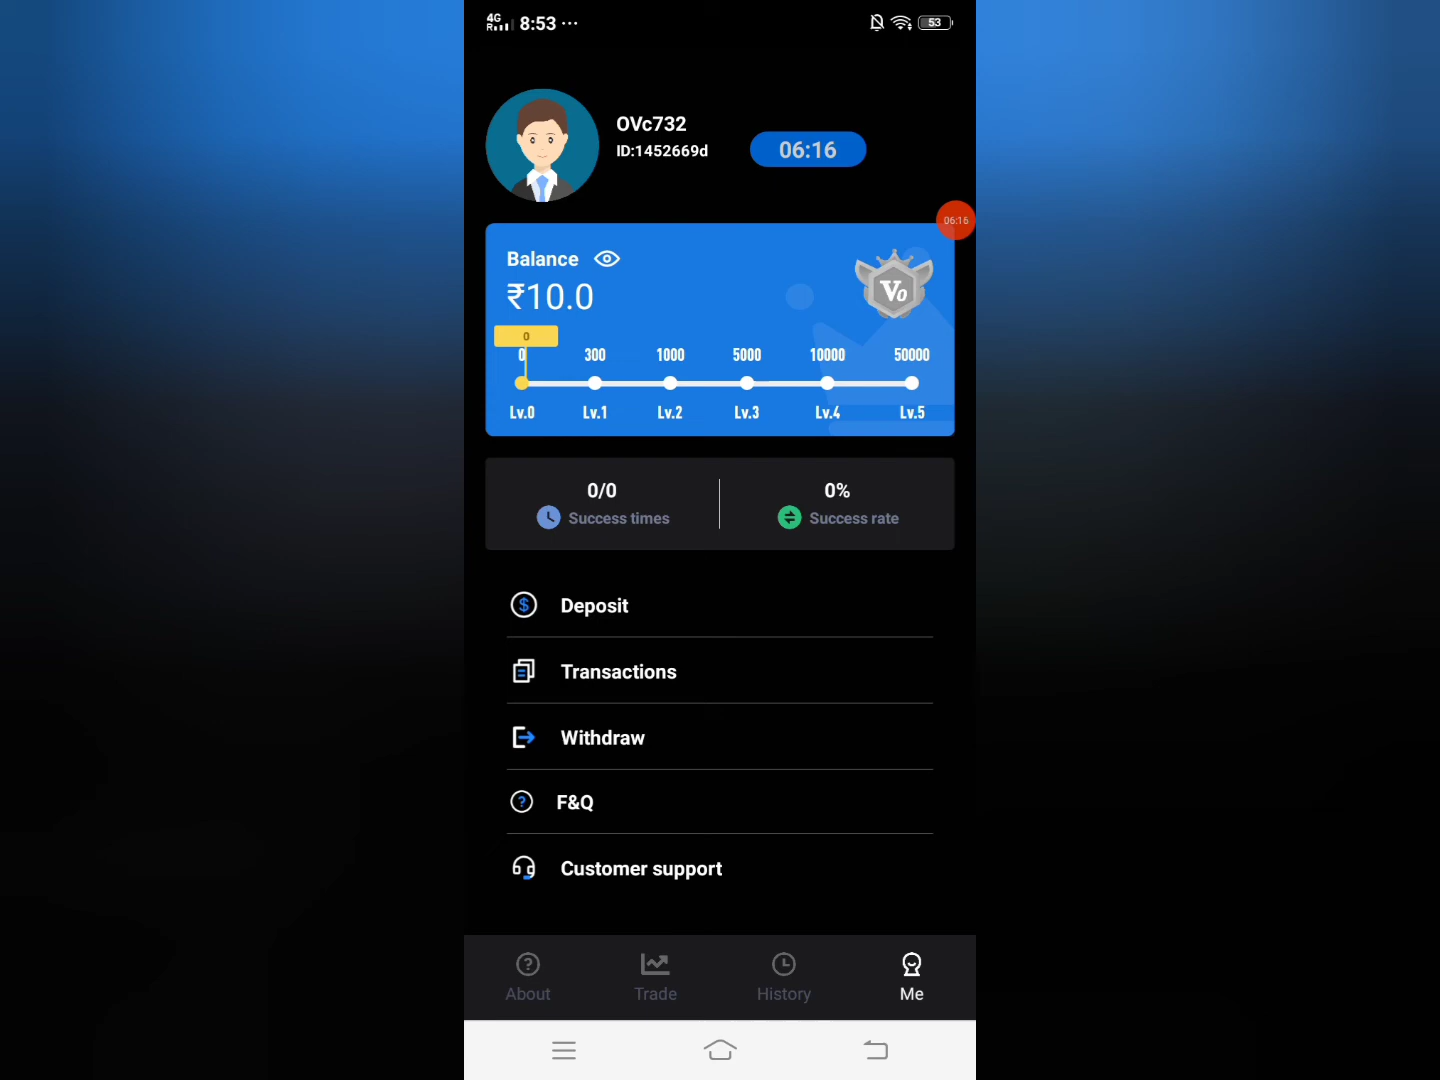 4G
R
8:53 ...
53
OVc732
ID:1452669d
06:16
06:16
Balance
₹10.0
V0
0
0 300 1000 5000 10000 50000
Lv.0 Lv.1 Lv.2 Lv.3 Lv.4 Lv.5
0/0 0%
Success times Success rate
Deposit
Transactions
Withdraw
F&Q
Customer support
About Trade History Me